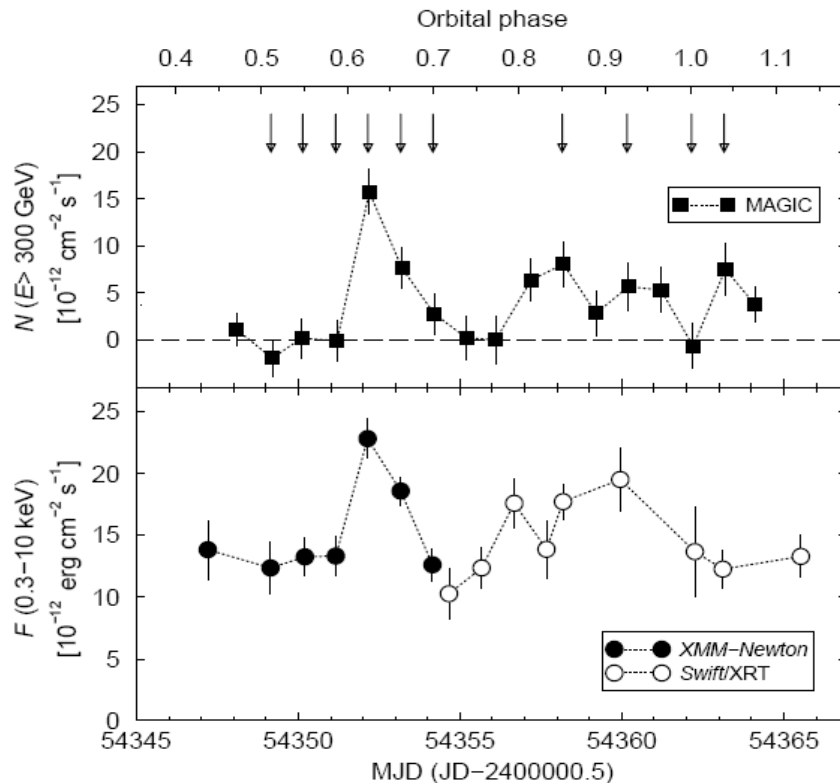 Orbital phase
0.4 0.5 0.6 0.7 0.8 0.9 1.0 1.1
N (E> 300 GeV)
[10⁻¹² cm⁻² s⁻¹]
25
20
15
10
5
0
MAGIC
F (0.3−10 keV)
[10⁻¹² erg cm⁻² s⁻¹]
25
20
15
10
5
0
XMM−Newton
Swift/XRT
54345 54350 54355 54360 54365
MJD (JD−2400000.5)